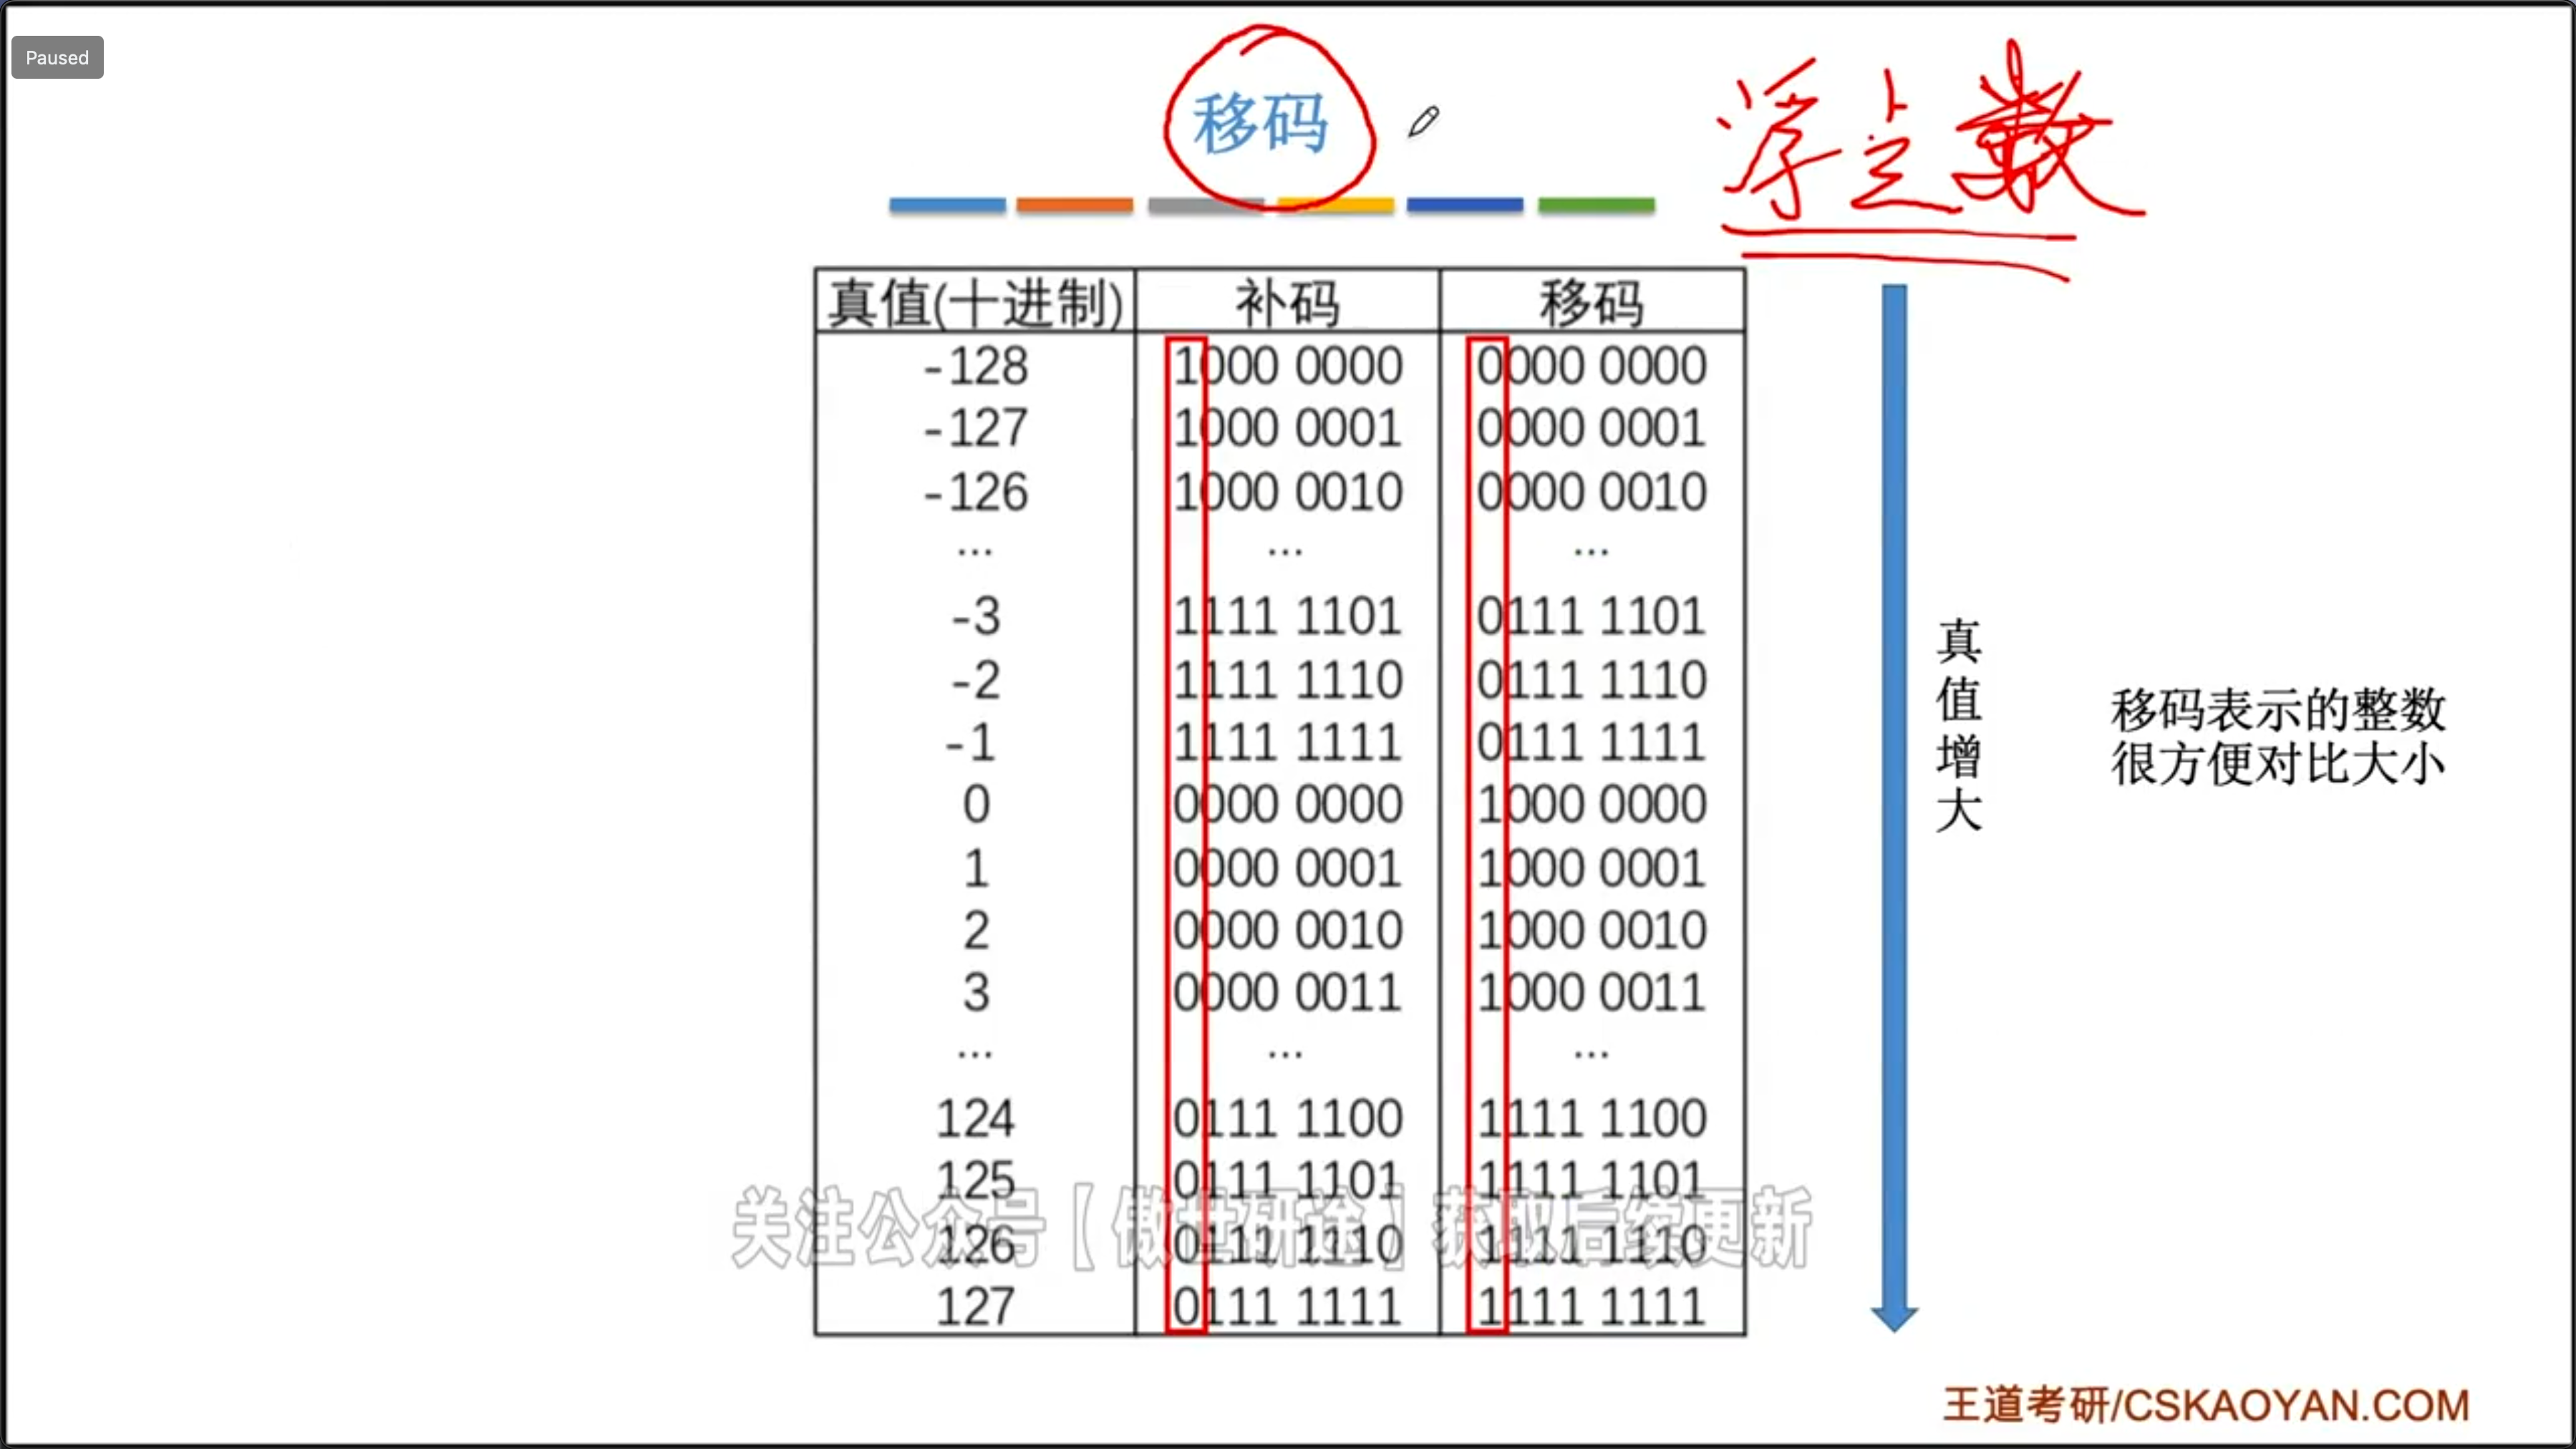 Paused
移码
浮点数
真值(十进制) 补码 移码
-128 1000 0000 0000 0000
-127 1000 0001 0000 0001
-126 1000 0010 0000 0010
... ... ...
-3 1111 1101 0111 1101
-2 1111 1110 0111 1110
-1 1111 1111 0111 1111
0 0000 0000 1000 0000
1 0000 0001 1000 0001
2 0000 0010 1000 0010
3 0000 0011 1000 0011
... ... ...
124 0111 1100 1111 1100
125 0111 1101 1111 1101
126 0111 1110 1111 1110
127 0111 1111 1111 1111
真值增大
移码表示的整数
很方便对比大小
关注公众号【傲世研途】获取后续更新
王道考研/CSKAOYAN.COM